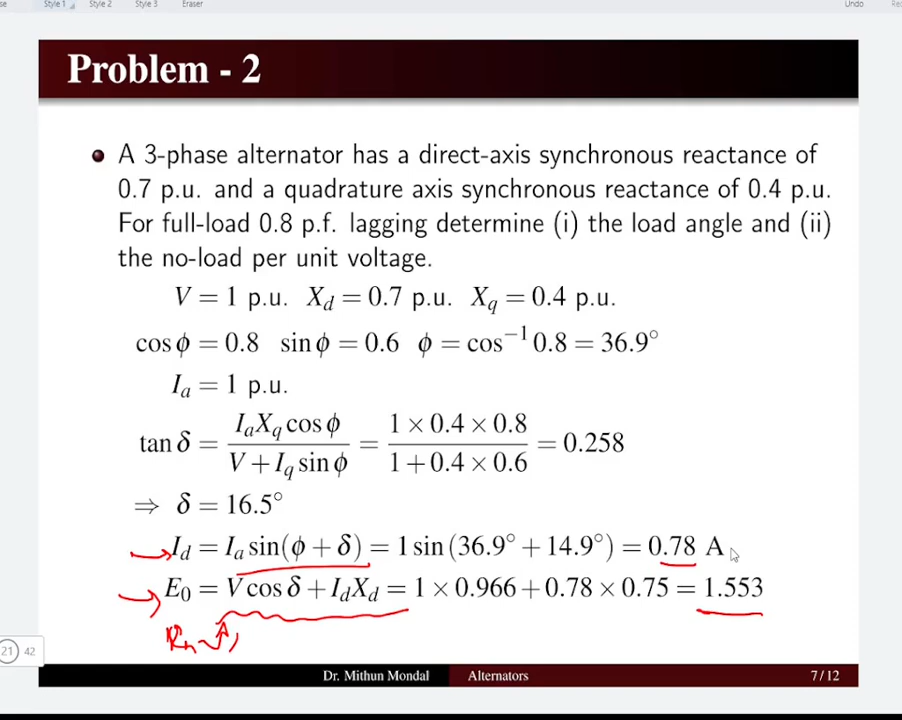 Style 1 Style 2 Style 3 Eraser Undo
Problem - 2
A 3-phase alternator has a direct-axis synchronous reactance of
0.7 p.u. and a quadrature axis synchronous reactance of 0.4 p.u.
For full-load 0.8 p.f. lagging determine (i) the load angle and (ii)
the no-load per unit voltage.
V = 1 p.u. X_d = 0.7 p.u. X_q = 0.4 p.u.
cos ϕ = 0.8 sin ϕ = 0.6 ϕ = cos⁻¹ 0.8 = 36.9°
I_a = 1 p.u.
tan δ = (I_a X_q cos ϕ)/(V + I_q sin ϕ) = (1 × 0.4 × 0.8)/(1 + 0.4 × 0.6) = 0.258
⇒ δ = 16.5°
I_d = I_a sin(ϕ + δ) = 1 sin(36.9° + 14.9°) = 0.78 A
E_0 = V cos δ + I_d X_d = 1 × 0.966 + 0.78 × 0.75 = 1.553
21 42
Dr. Mithun Mondal Alternators 7 / 12